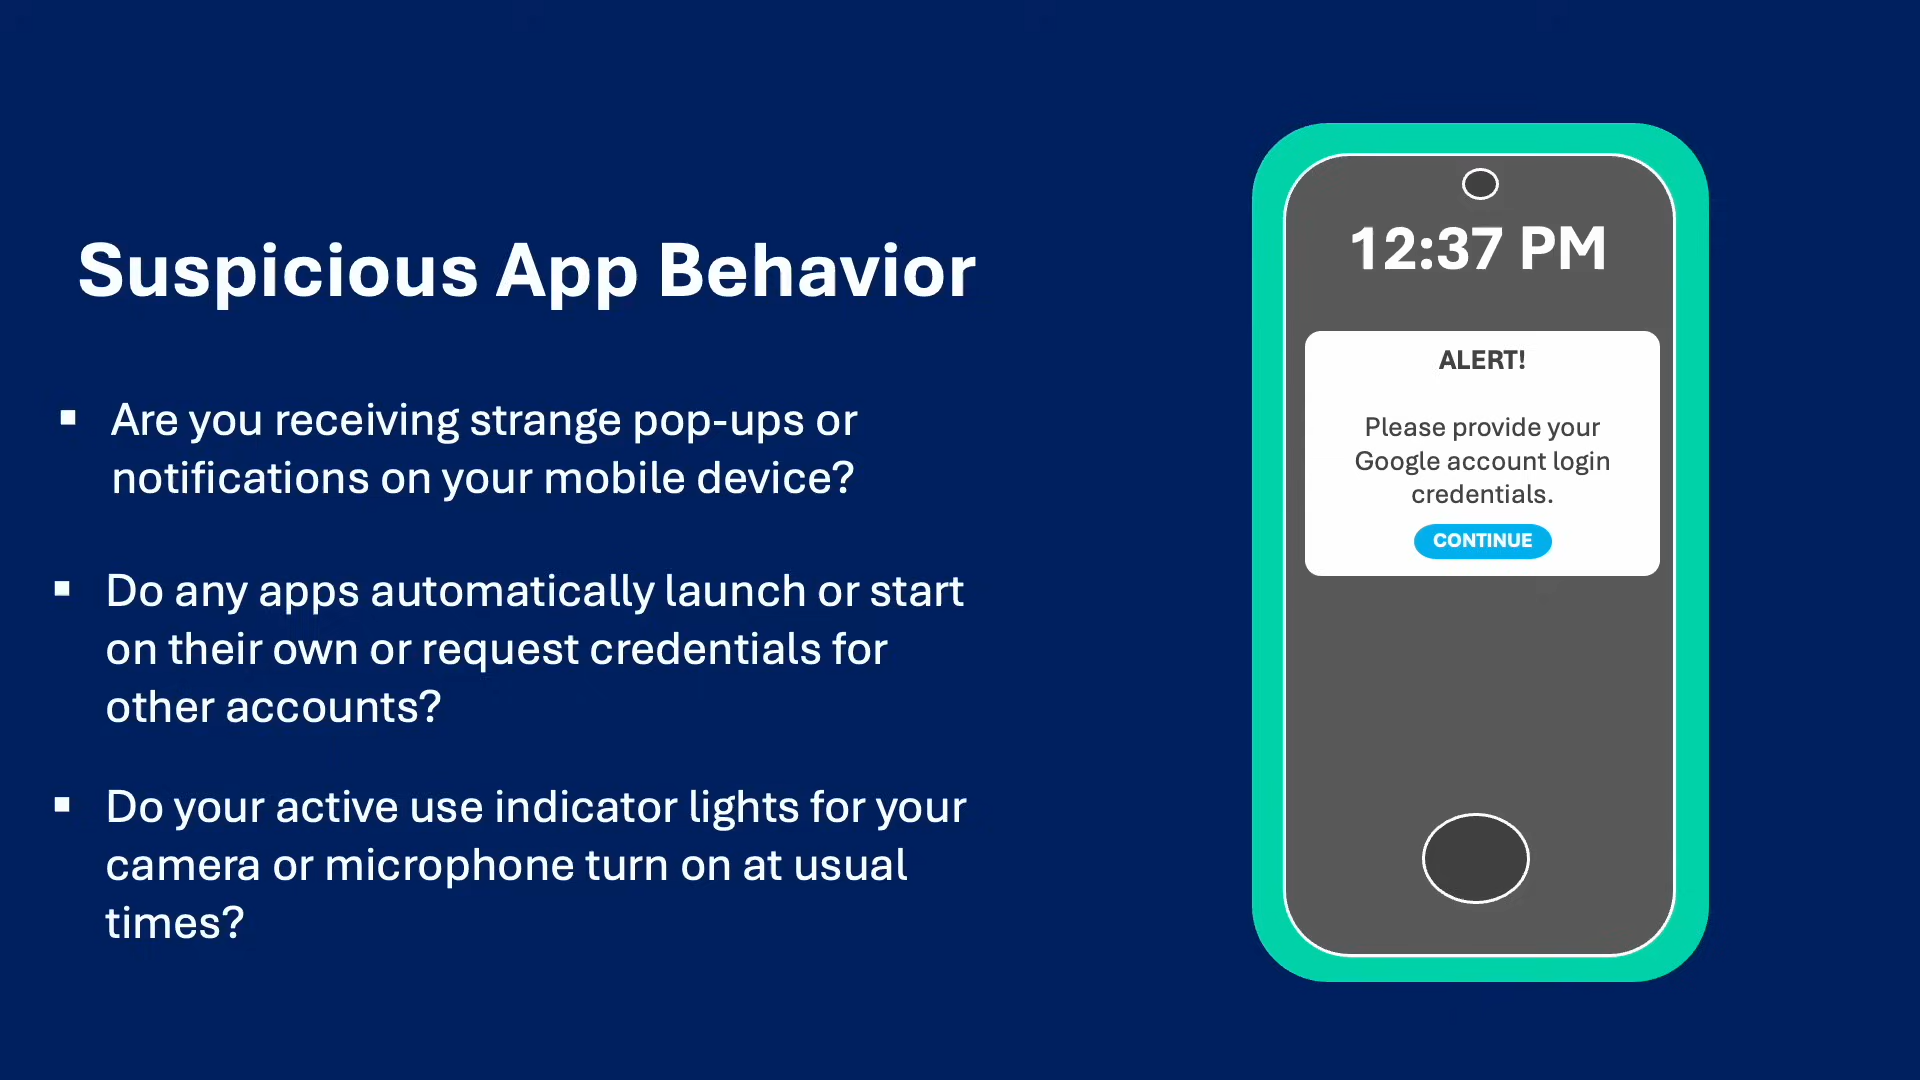 Suspicious App Behavior
▪ Are you receiving strange pop-ups or
notifications on your mobile device?
▪ Do any apps automatically launch or start
on their own or request credentials for
other accounts?
▪ Do your active use indicator lights for your
camera or microphone turn on at usual
times?
12:37 PM
ALERT!
Please provide your
Google account login
credentials.
CONTINUE